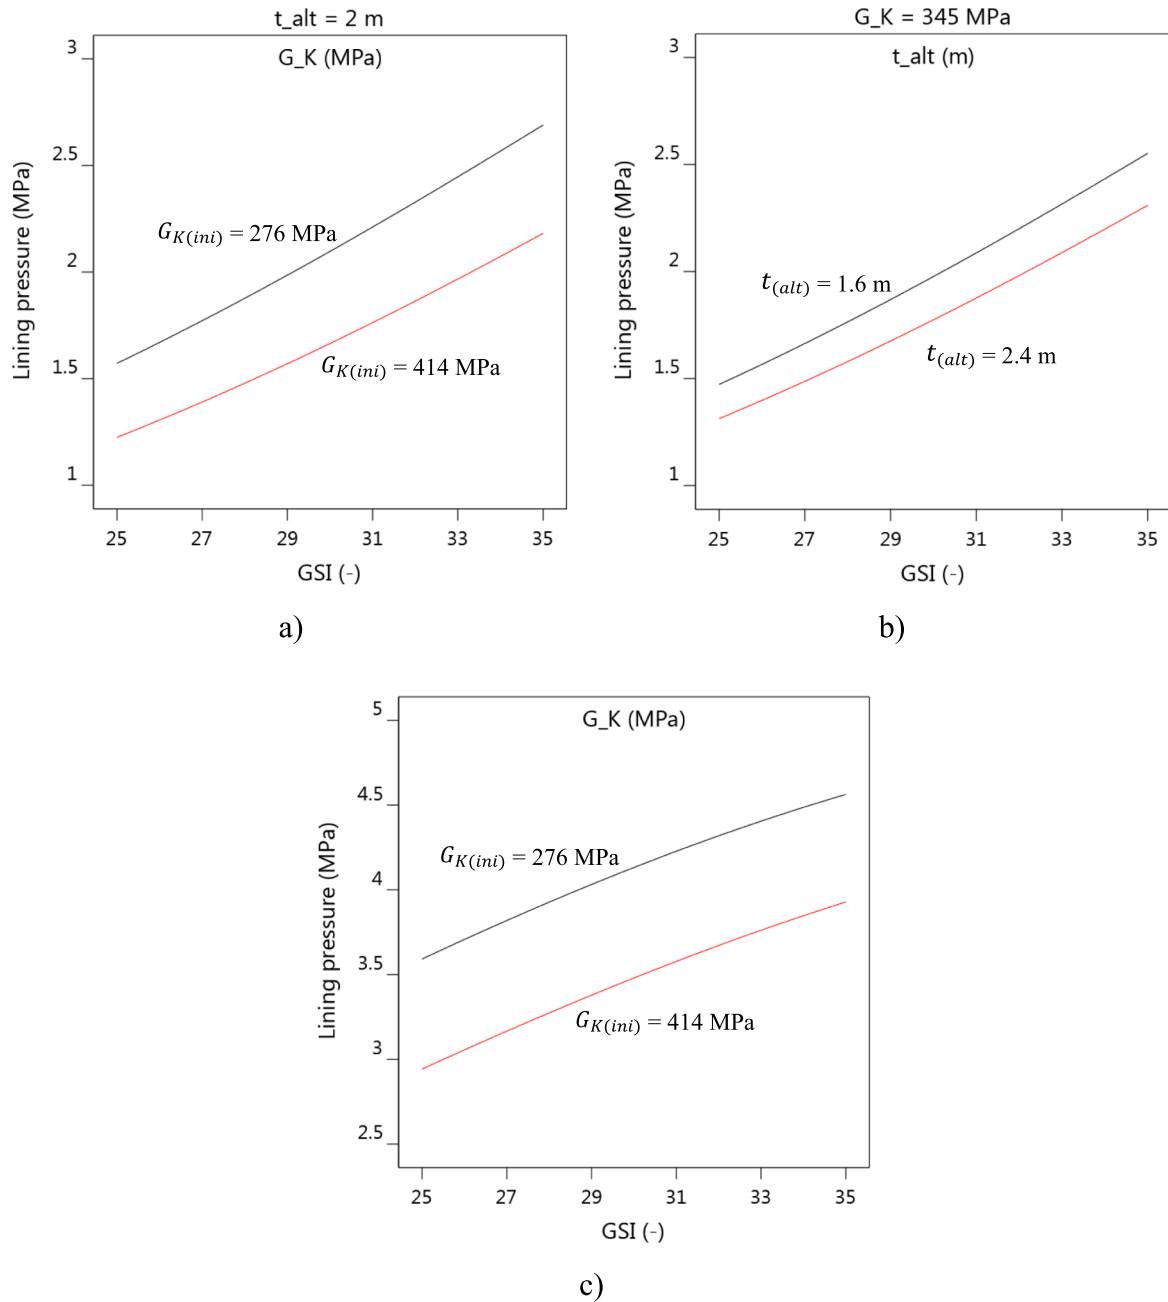 t_alt = 2 m
G_K (MPa)
3
2.5
2
1.5
1
Lining pressure (MPa)
G_K(ini) = 276 MPa
G_K(ini) = 414 MPa
25 27 29 31 33 35
GSI (-)
a)
G_K = 345 MPa
t_alt (m)
3
2.5
2
1.5
1
Lining pressure (MPa)
t_(alt) = 1.6 m
t_(alt) = 2.4 m
25 27 29 31 33 35
GSI (-)
b)
G_K (MPa)
5
4.5
4
3.5
3
2.5
Lining pressure (MPa)
G_K(ini) = 276 MPa
G_K(ini) = 414 MPa
25 27 29 31 33 35
GSI (-)
c)